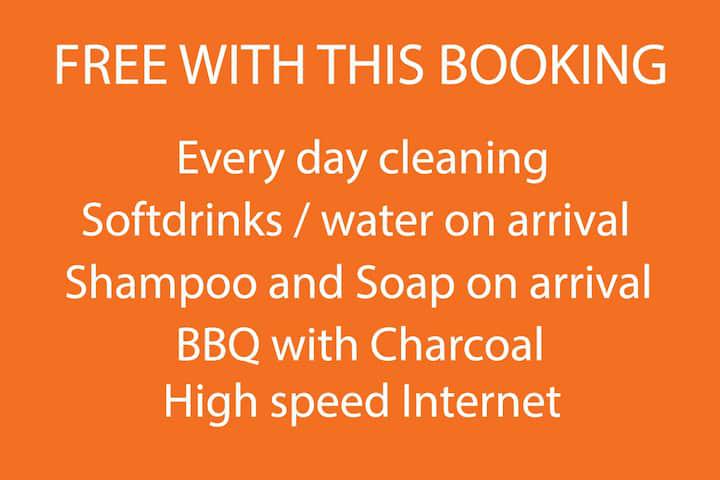 FREE WITH THIS BOOKING
Every day cleaning
Softdrinks / water on arrival
Shampoo and Soap on arrival
BBQ with Charcoal
High speed Internet